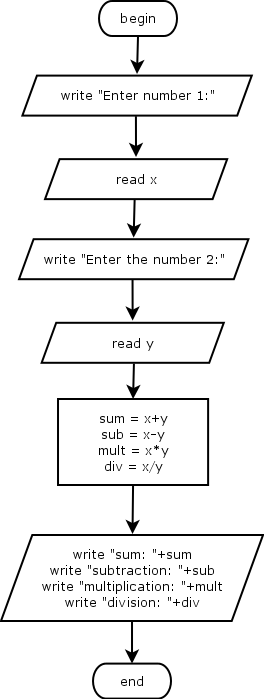 begin
write "Enter number 1:"
read x
write "Enter the number 2:"
read y
sum = x+y
sub = x-y
mult = x*y
div = x/y
write "sum: "+sum
write "subtraction: "+sub
write "multiplication: "+mult
write "division: "+div
end